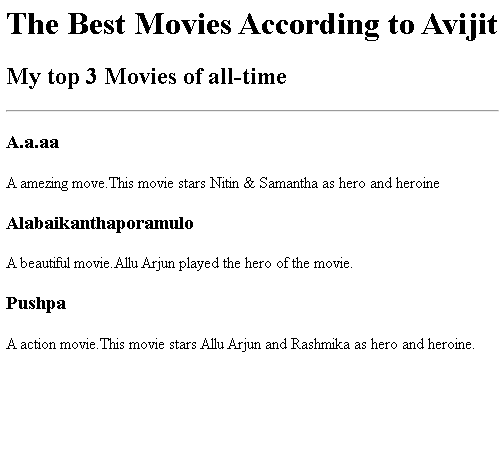 The Best Movies According to Avijit
My top 3 Movies of all-time
A.a.aa
A amezing move.This movie stars Nitin & Samantha as hero and heroine
Alabaikanthaporamulo
A beautiful movie.Allu Arjun played the hero of the movie.
Pushpa
A action movie.This movie stars Allu Arjun and Rashmika as hero and heroine.